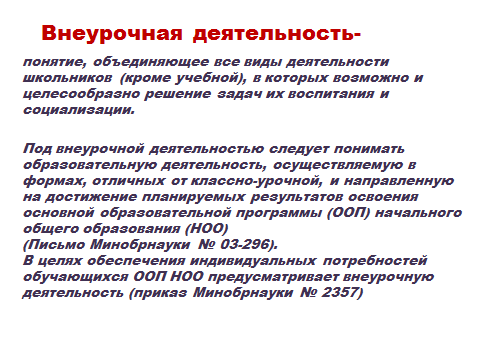 Внеурочная деятельность-
понятие, объединяющее все виды деятельности
школьников (кроме учебной), в которых возможно и
целесообразно решение задач их воспитания и
социализации.
Под внеурочной деятельностью следует понимать
образовательную деятельность, осуществляемую в
формах, отличных от классно-урочной, и направленную
на достижение планируемых результатов освоения
основной образовательной программы (ООП) начального
общего образования (НОО)
(Письмо Минобрнауки № 03-296).
В целях обеспечения индивидуальных потребностей
обучающихся ООП НОО предусматривает внеурочную
деятельность (приказ Минобрнауки № 2357)